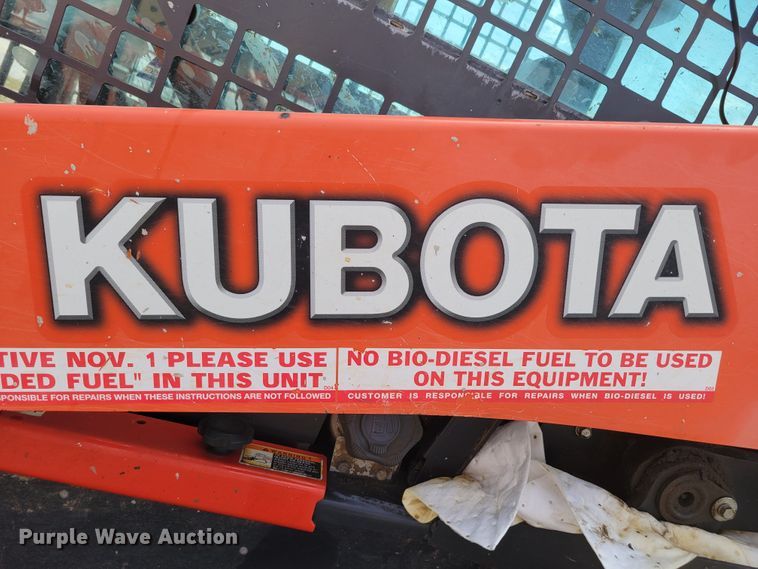 KUBOTA
TIVE NOV. 1 PLEASE USE
DED FUEL" IN THIS UNIT.
SPONSIBLE FOR REPAIRS WHEN THESE INSTRUCTIONS ARE NOT FOLLOWED
NO BIO-DIESEL FUEL TO BE USED
ON THIS EQUIPMENT!
CUSTOMER IS RESPONSIBLE FOR REPAIRS WHEN BIO-DIESEL IS USED!
WARNING
Purple Wave Auction